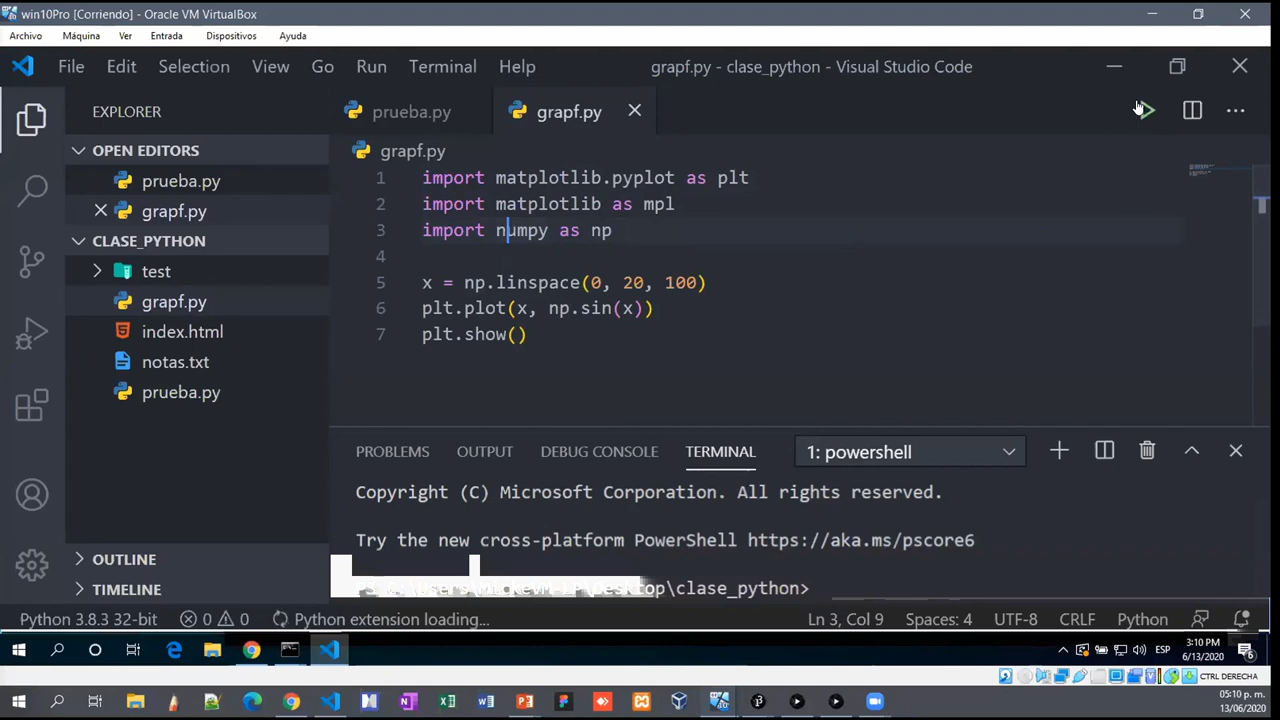 win10Pro [Corriendo] - Oracle VM VirtualBox
Archivo Máquina Ver Entrada Dispositivos Ayuda
File Edit Selection View Go Run Terminal Help grapf.py - clase_python - Visual Studio Code
EXPLORER
OPEN EDITORS
prueba.py
grapf.py
CLASE_PYTHON
test
grapf.py
index.html
notas.txt
prueba.py
OUTLINE
TIMELINE
prueba.py grapf.py
grapf.py
1 import matplotlib.pyplot as plt
2 import matplotlib as mpl
3 import numpy as np
4
5 x = np.linspace(0, 20, 100)
6 plt.plot(x, np.sin(x))
7 plt.show()
PROBLEMS OUTPUT DEBUG CONSOLE TERMINAL 1: powershell
Copyright (C) Microsoft Corporation. All rights reserved.
Try the new cross-platform PowerShell https://aka.ms/pscore6
\clase_python>
Python 3.8.3 32-bit 0 0 Python extension loading... Ln 3, Col 9 Spaces: 4 UTF-8 CRLF Python
ESP 3:10 PM
6/13/2020 6
CTRL DERECHA
05:10 p. m.
13/06/2020